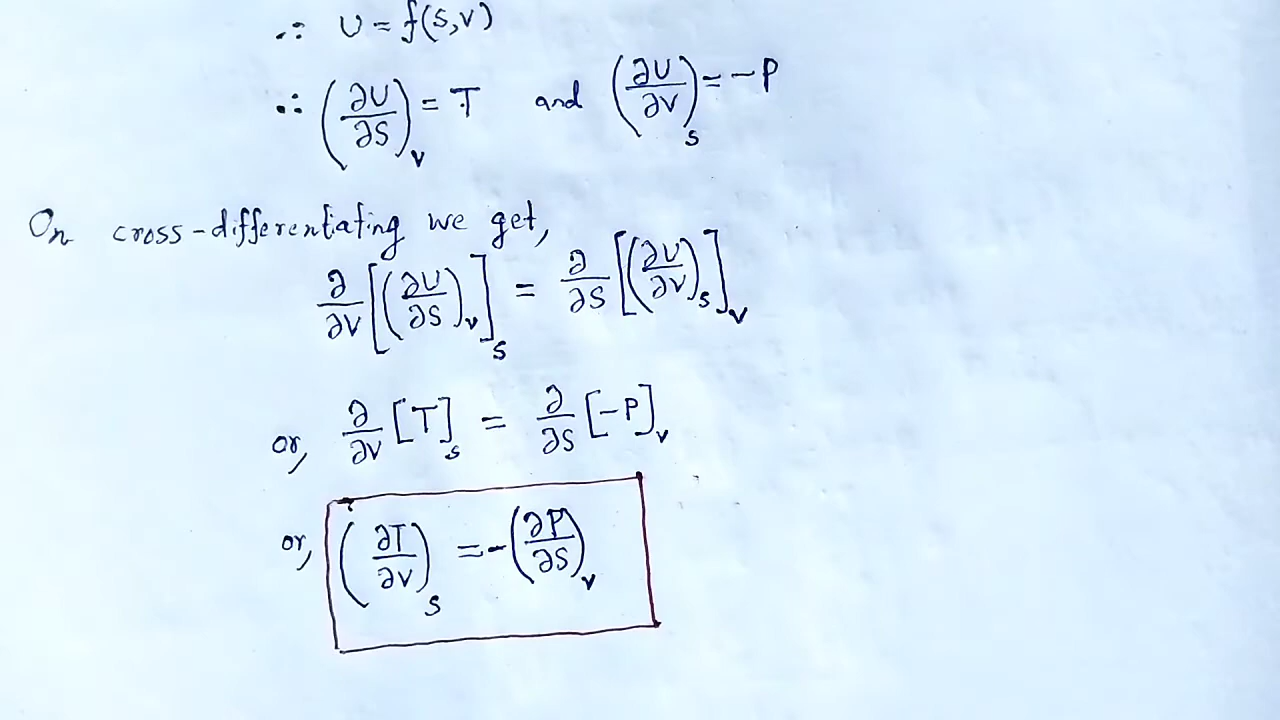 ∴ U = f(S,V)
∴ (∂U/∂S)_V = T and (∂U/∂V)_S = -P
On cross-differentiating we get,
∂/∂V [(∂U/∂S)_V]_S = ∂/∂S [(∂U/∂V)_S]_V
or, ∂/∂V [T]_S = ∂/∂S [-P]_V
or, (∂T/∂V)_S = -(∂P/∂S)_V